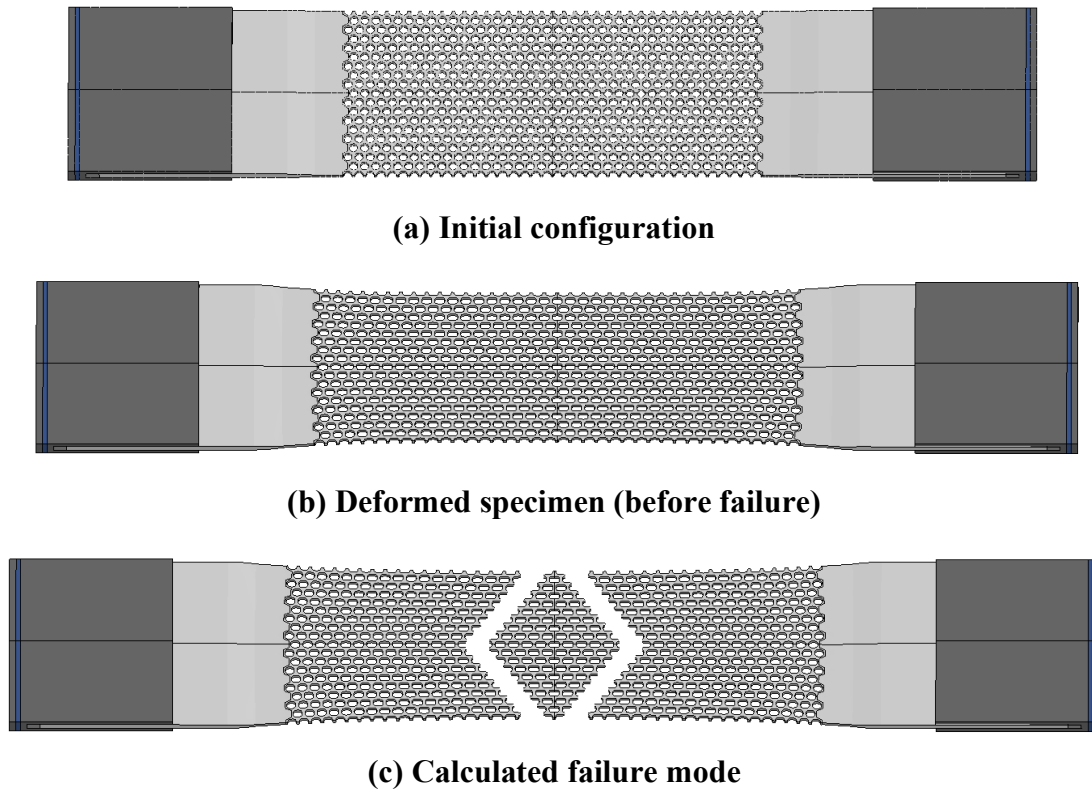 (a) Initial configuration
(b) Deformed specimen (before failure)
(c) Calculated failure mode